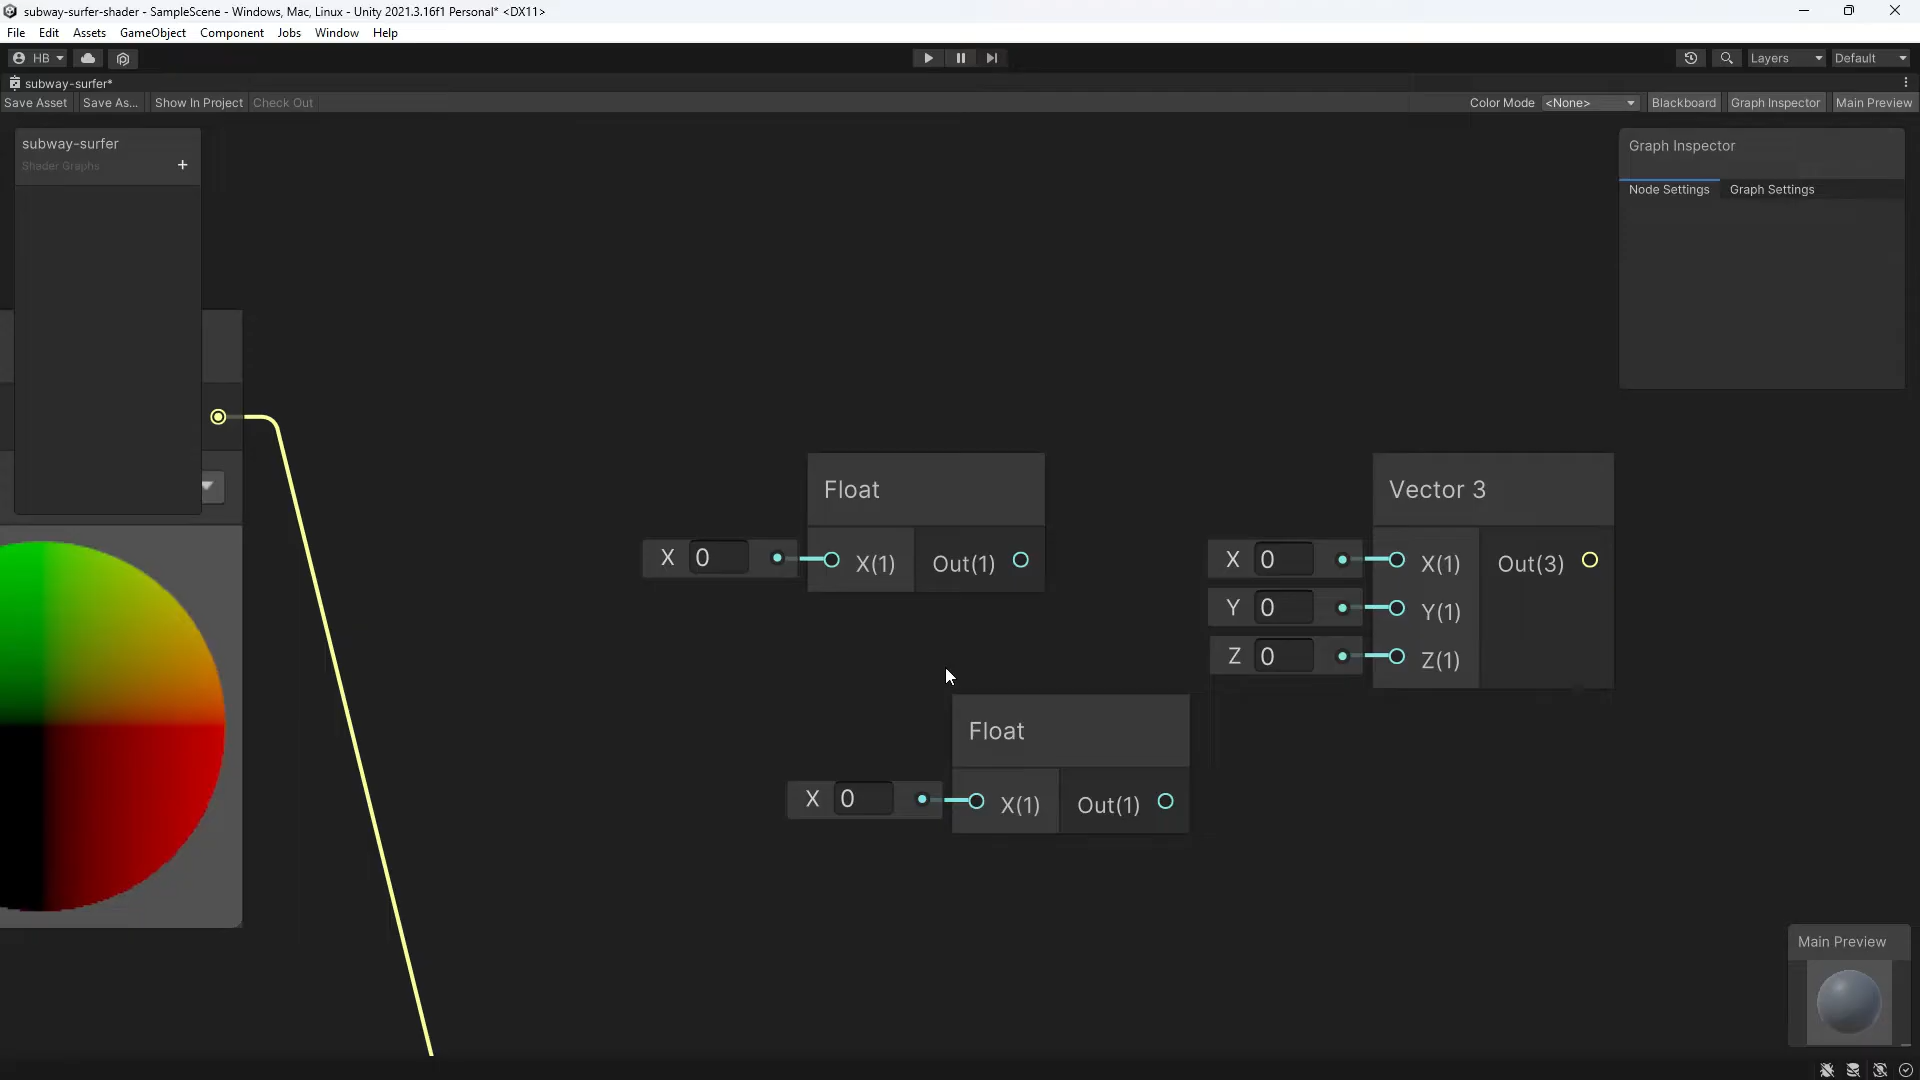 subway-surfer-shader - SampleScene - Windows, Mac, Linux - Unity 2021.3.16f1 Personal* <DX11>
File Edit Assets GameObject Component Jobs Window Help
HB Layers Default
subway-surfer*
Save Asset Save As... Show In Project Check Out Color Mode <None> Blackboard Graph Inspector Main Preview
subway-surfer
Shader Graphs
+
Graph Inspector
Node Settings Graph Settings
Float
X 0 X(1) Out(1)
Vector 3
X 0 X(1) Out(3)
Y 0 Y(1)
Z 0 Z(1)
Float
X 0 X(1) Out(1)
Main Preview